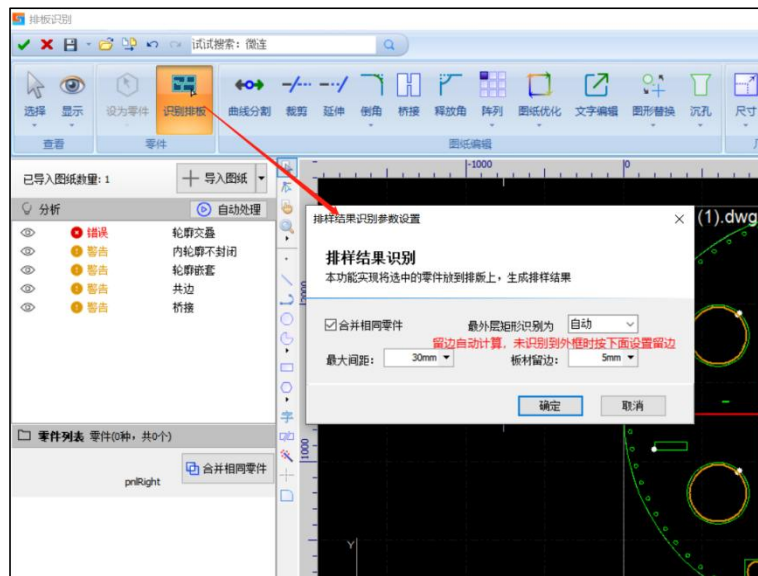 排板识别
试试搜索：微连
选择 显示 设为零件 识别排板 曲线分割 裁剪 延伸 倒角 桥接 释放角 阵列 图纸优化 文字编辑 图形替换 沉孔 尺寸
查看 零件 图纸编辑
已导入图纸数量: 1 导入图纸
分析 自动处理
错误 轮廓交叠
警告 内轮廓不封闭
警告 轮廓嵌套
警告 共边
警告 桥接
-1000 0
(1).dwg
排样结果识别参数设置
排样结果识别
本功能实现将选中的零件放到排版上，生成排样结果
合并相同零件 最外层矩形识别为 自动
留边自动计算，未识别到外框时按下面设置留边
最大间距: 30mm 板材留边: 5mm
确定 取消
字
零件列表 零件(0种，共0个)
合并相同零件
pnlRight
1000
Y